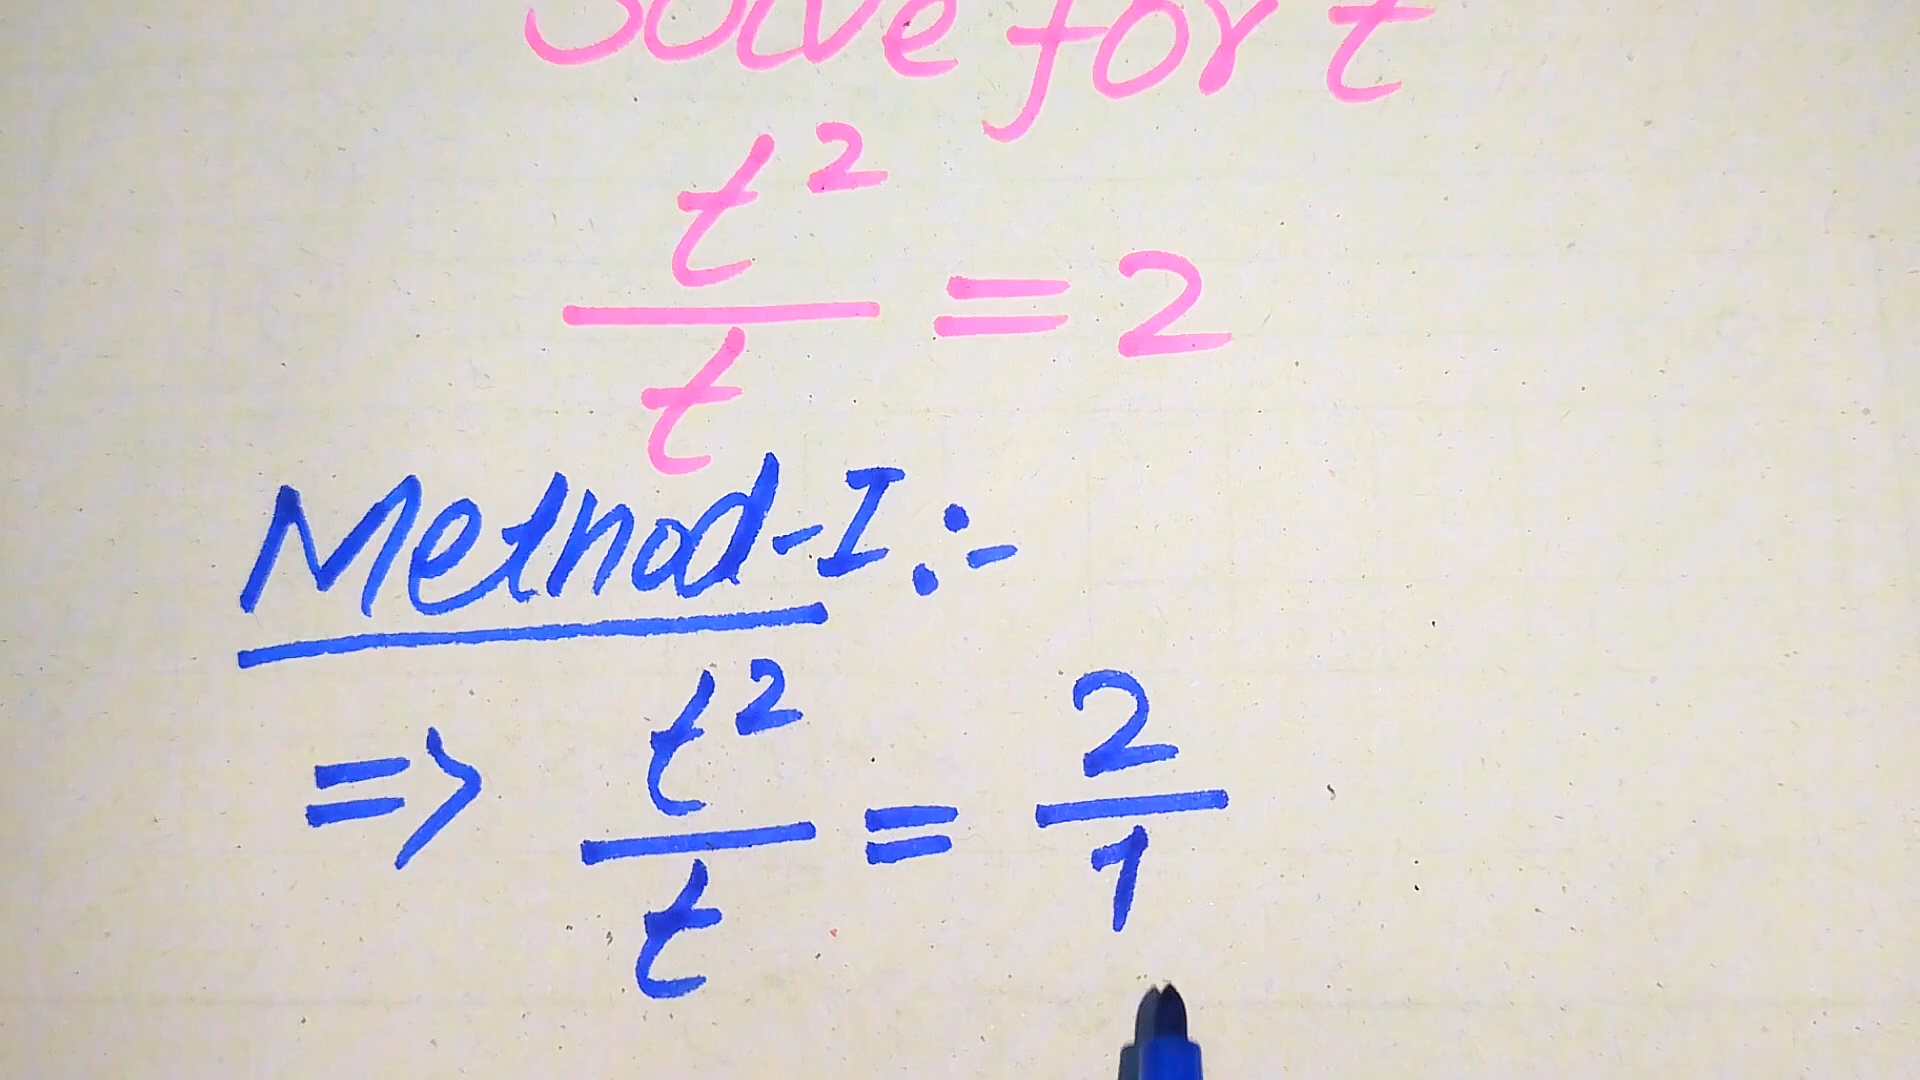 Solve for t
t²/t = 2
Method-I:-
=> t²/t = 2/1